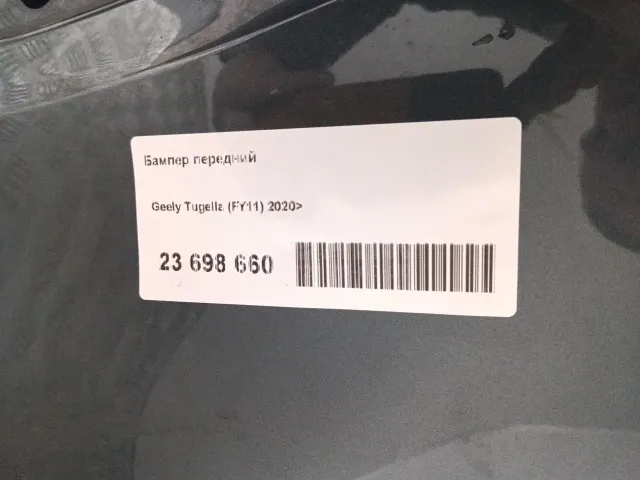 Бампер передний
Geely Tugella (FY11) 2020>
23 698 660